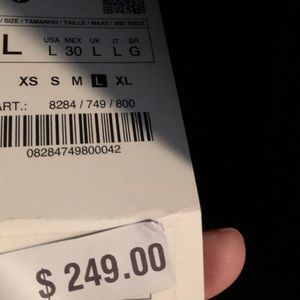 / SIZE / TAMANHO / TAILLE / MAAT / МЕ
L USA MEX UK IT BR
L 30 L L G
XS S M L XL
ART.: 8284 / 749 / 800
08284749800042
$ 249.00